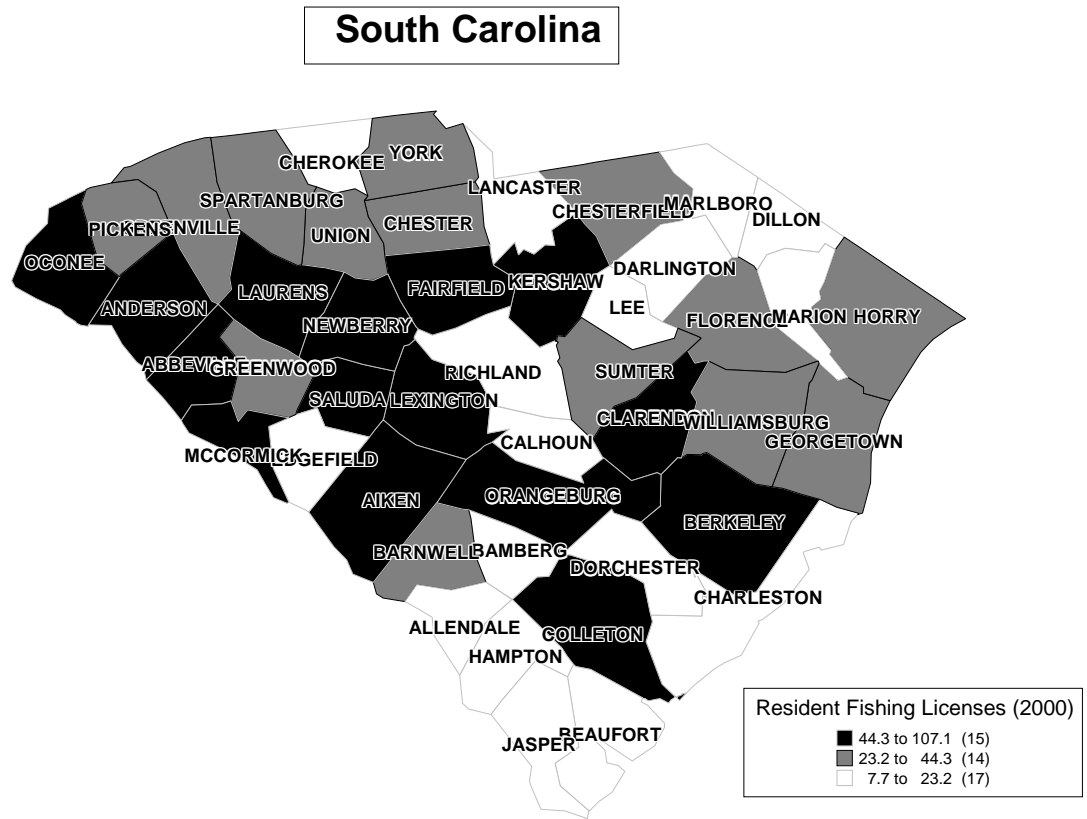 South Carolina
CHEROKEE
YORK
LANCASTER
SPARTANBURG
CHESTERFIELD
MARLBORO
DILLON
PICKENS
UNION
CHESTER
OCONEE
DARLINGTON
ANDERSON
LAURENS
FAIRFIELD
KERSHAW
LEE
NEWBERRY
FLORENCE
MARION
HORRY
ABBEVILLE
GREENWOOD
RICHLAND
SUMTER
SALUDA
LEXINGTON
CLARENDON
WILLIAMSBURG
GEORGETOWN
MCCORMICK
EDGEFIELD
CALHOUN
AIKEN
ORANGEBURG
BERKELEY
BARNWELL
BAMBERG
DORCHESTER
CHARLESTON
ALLENDALE
COLLETON
HAMPTON
JASPER
BEAUFORT
Resident Fishing Licenses (2000)
44.3 to 107.1 (15)
23.2 to 44.3 (14)
7.7 to 23.2 (17)